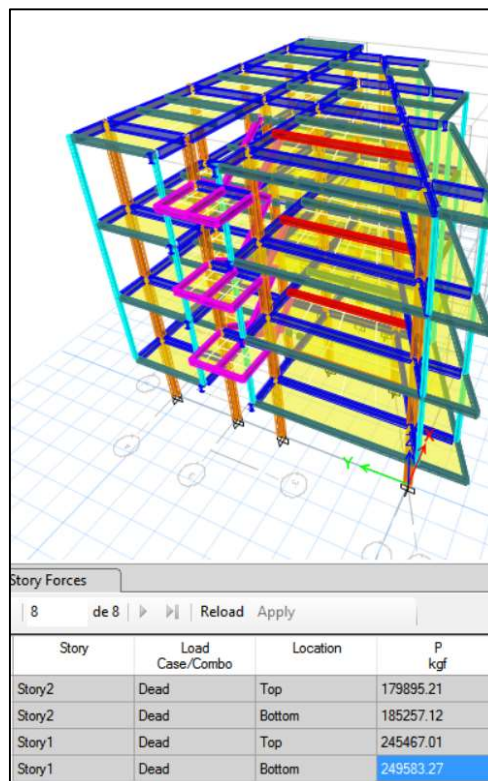 Z
X
Y
Story Forces
8 de 8 Reload Apply
Story Load Case/Combo Location P kgf
Story2 Dead Top 179895.21
Story2 Dead Bottom 185257.12
Story1 Dead Top 245467.01
Story1 Dead Bottom 249583.27